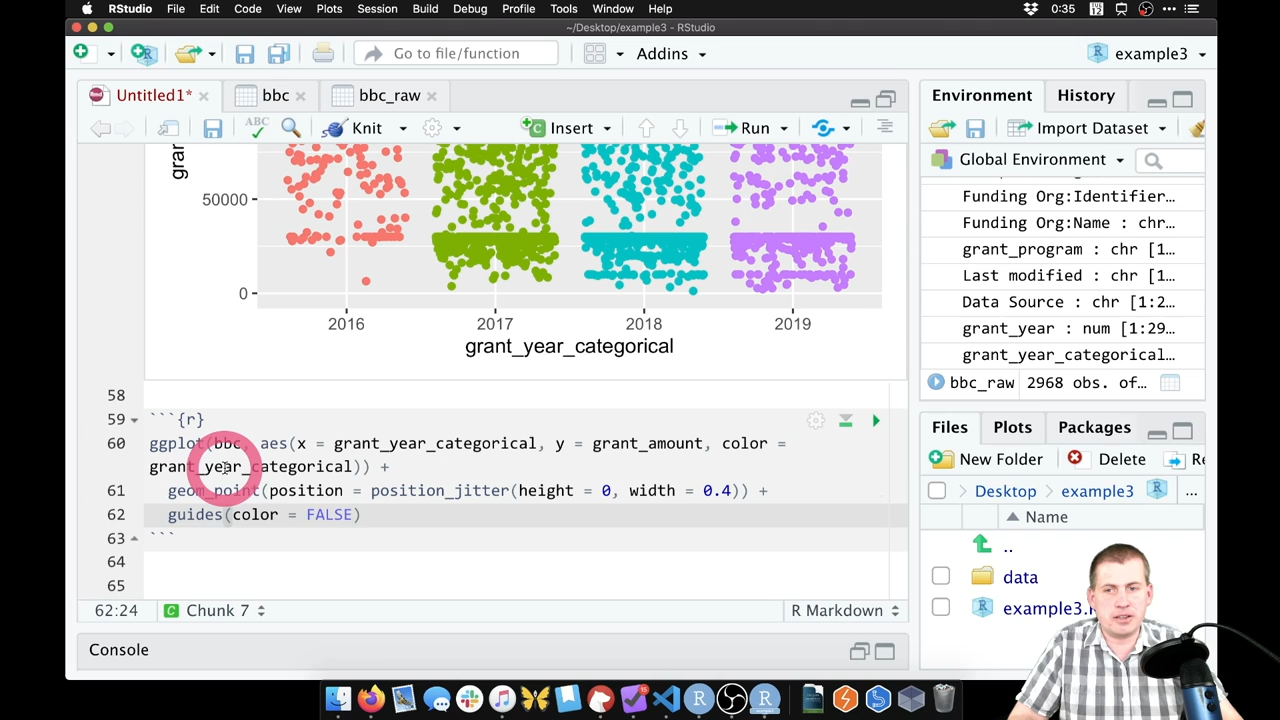 RStudio File Edit Code View Plots Session Build Debug Profile Tools Window Help 0:35
~/Desktop/example3 - RStudio
Go to file/function Addins example3
Untitled1* bbc bbc_raw
ABC Knit Insert Run
Environment History
Import Dataset
Global Environment
Funding Org:Identifier…
Funding Org:Name : chr…
grant_program : chr [1…
Last modified : chr [1…
Data Source : chr [1:2…
grant_year : num [1:29…
grant_year_categorical…
bbc_raw 2968 obs. of…
50000
0
2016 2017 2018 2019
grant_year_categorical
58
59 ```{r}
60 ggplot(bbc, aes(x = grant_year_categorical, y = grant_amount, color =
grant_year_categorical)) +
61 geom_point(position = position_jitter(height = 0, width = 0.4)) +
62 guides(color = FALSE)
63 ```
64
65
62:24 Chunk 7 R Markdown
Console
Files Plots Packages
New Folder Delete
Desktop example3 ...
Name
..
data